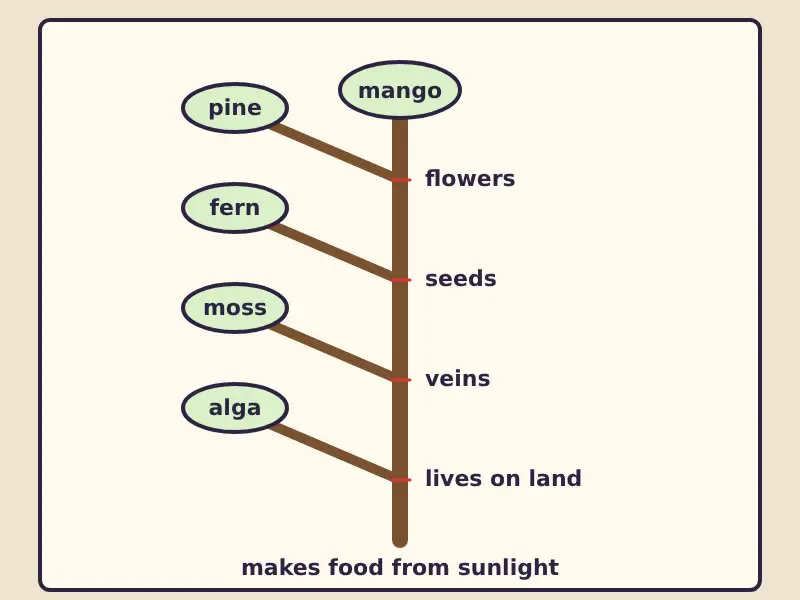 mango
pine
flowers
fern
seeds
moss
veins
alga
lives on land
makes food from sunlight